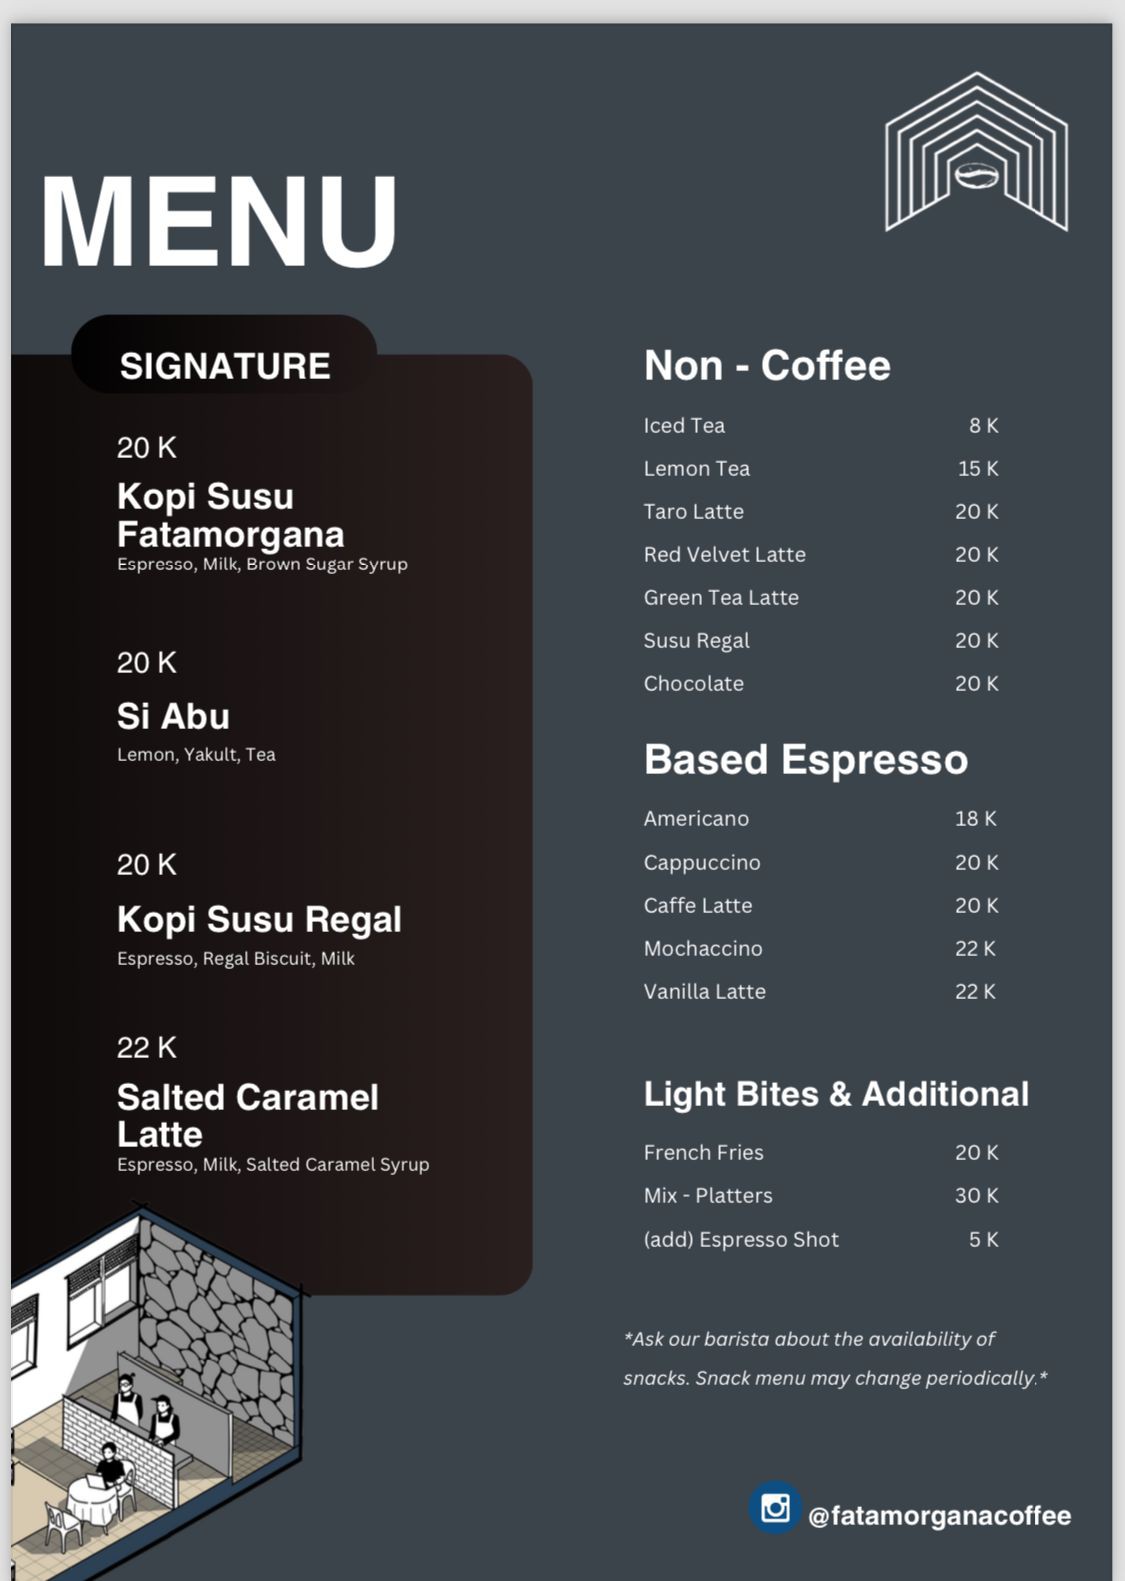 MENU
SIGNATURE
20 K
Kopi Susu
Fatamorgana
Espresso, Milk, Brown Sugar Syrup
20 K
Si Abu
Lemon, Yakult, Tea
20 K
Kopi Susu Regal
Espresso, Regal Biscuit, Milk
22 K
Salted Caramel
Latte
Espresso, Milk, Salted Caramel Syrup
Non - Coffee
Iced Tea 8 K
Lemon Tea 15 K
Taro Latte 20 K
Red Velvet Latte 20 K
Green Tea Latte 20 K
Susu Regal 20 K
Chocolate 20 K
Based Espresso
Americano 18 K
Cappuccino 20 K
Caffe Latte 20 K
Mochaccino 22 K
Vanilla Latte 22 K
Light Bites & Additional
French Fries 20 K
Mix - Platters 30 K
(add) Espresso Shot 5 K
*Ask our barista about the availability of
snacks. Snack menu may change periodically.*
@fatamorganacoffee